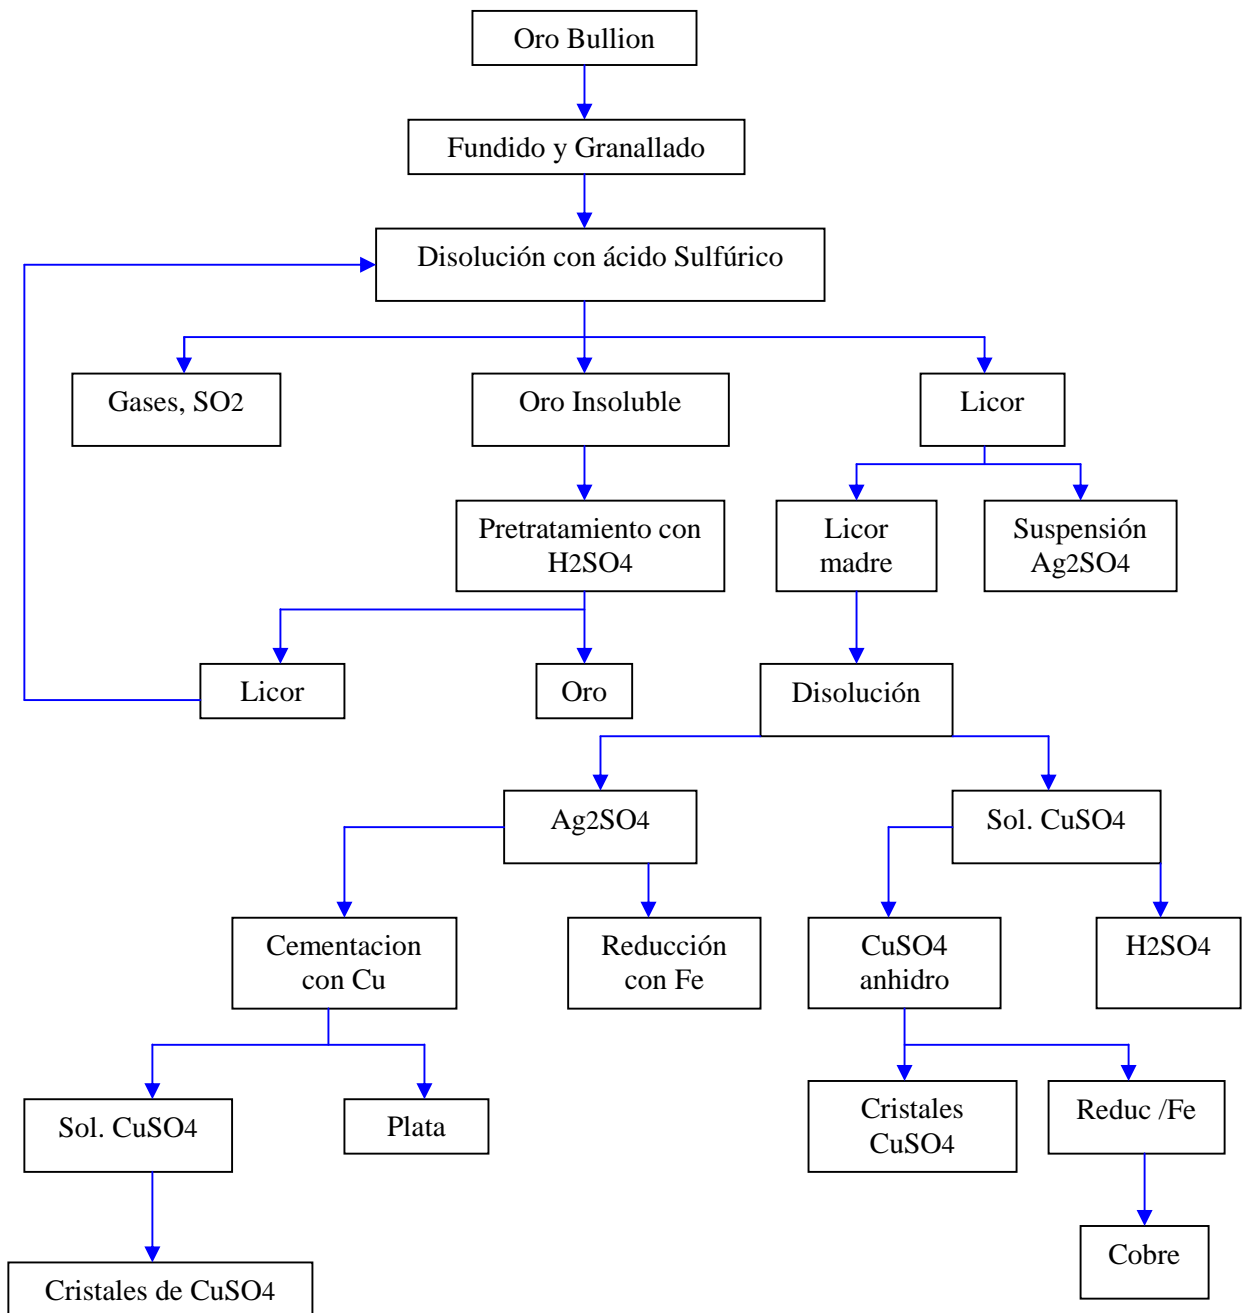 Oro Bullion
Fundido y Granallado
Disolución con ácido Sulfúrico
Gases, SO2
Oro Insoluble
Licor
Pretratamiento con
H2SO4
Licor
madre
Suspensión
Ag2SO4
Licor
Oro
Disolución
Ag2SO4
Sol. CuSO4
Cementacion
con Cu
Reducción
con Fe
CuSO4
anhidro
H2SO4
Sol. CuSO4
Plata
Cristales
CuSO4
Reduc /Fe
Cobre
Cristales de CuSO4